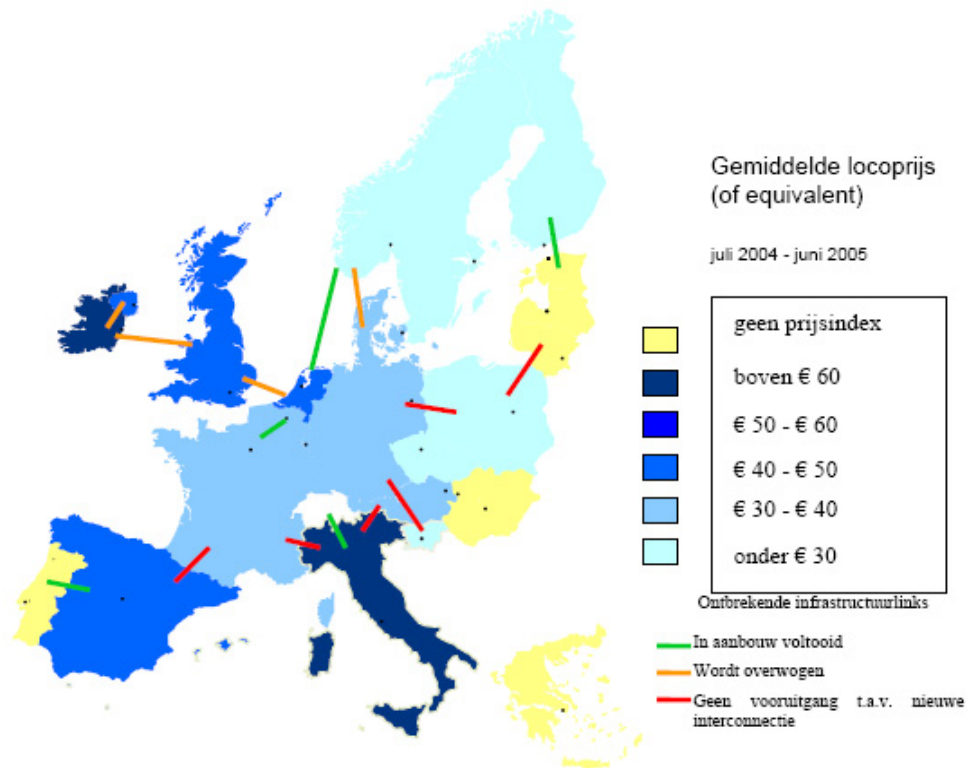 Gemiddelde locoprijs
(of equivalent)
juli 2004 - juni 2005
geen prijsindex
boven € 60
€ 50 - € 60
€ 40 - € 50
€ 30 - € 40
onder € 30
Ontbrekende infrastructuurlinks
In aanbouw voltooid
Wordt overwogen
Geen vooruitgang t.a.v. nieuwe
interconnectie